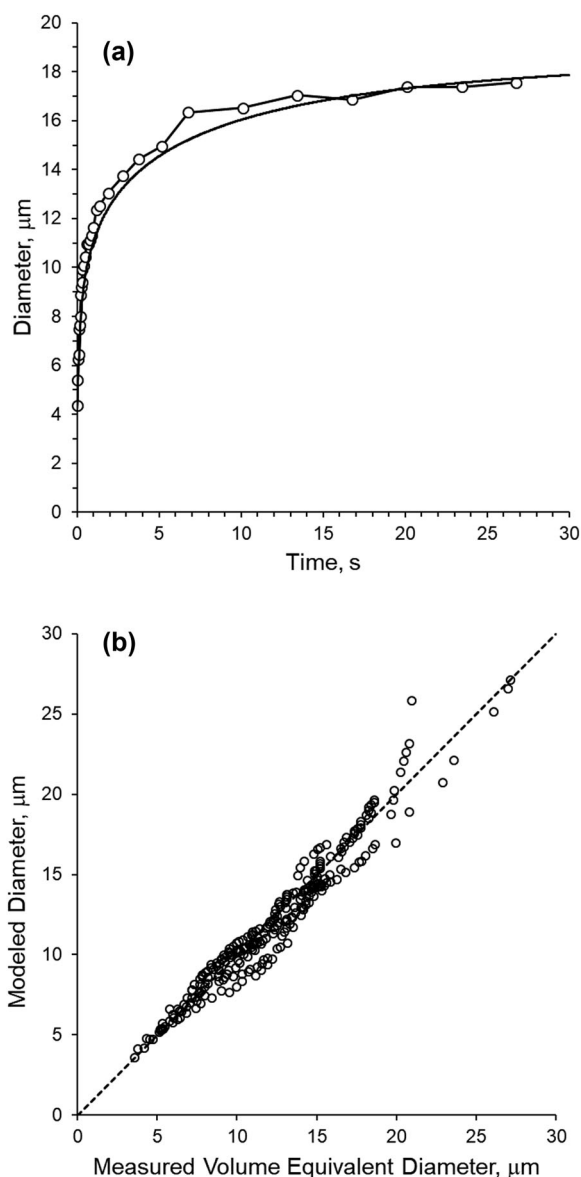 (a)
Diameter, μm
20
18
16
14
12
10
8
6
4
2
0
0 5 10 15 20 25 30
Time, s
(b)
Modeled Diameter, μm
30
25
20
15
10
5
0
0 5 10 15 20 25 30
Measured Volume Equivalent Diameter, μm